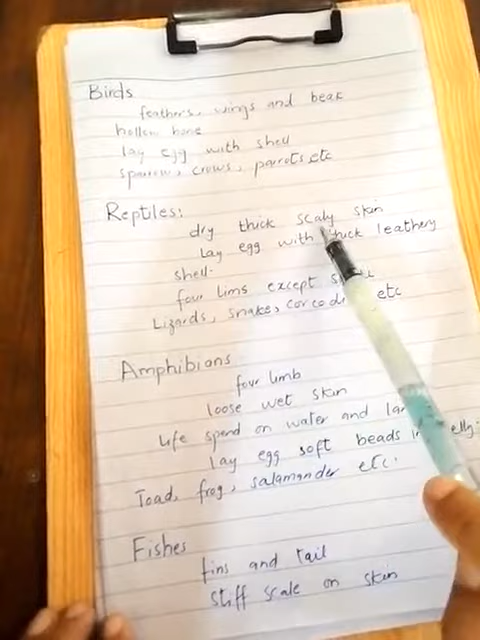 Birds
feathers, wings and beak
hollow bone
lay egg with shell
sparrow, crows, parrots etc
Reptiles:
dry thick scaly skin
lay egg with thick leathery
shell.
four lims except
Lizards, snakes, etc
Amphibians
four limb
loose wet skin
life spend on water and
lay egg soft beads
Toad, frog, salamander etc.
Fishes
fins and tail
stiff scale on skin